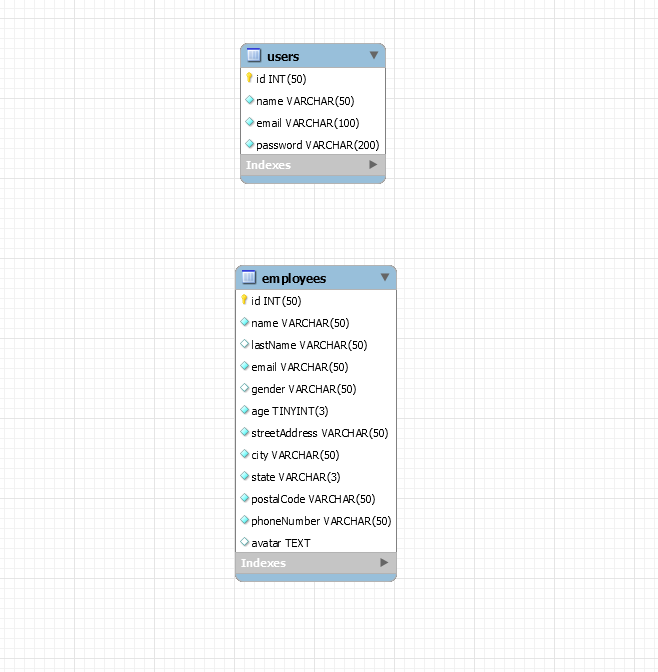 users
id INT(50)
name VARCHAR(50)
email VARCHAR(100)
password VARCHAR(200)
Indexes
employees
id INT(50)
name VARCHAR(50)
lastName VARCHAR(50)
email VARCHAR(50)
gender VARCHAR(50)
age TINYINT(3)
streetAddress VARCHAR(50)
city VARCHAR(50)
state VARCHAR(3)
postalCode VARCHAR(50)
phoneNumber VARCHAR(50)
avatar TEXT
Indexes